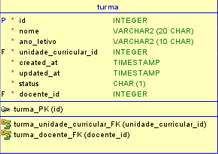 turma
P * id INTEGER
* nome VARCHAR2 (20 CHAR)
* ano_letivo VARCHAR2 (10 CHAR)
F * unidade_curricular_id INTEGER
* created_at TIMESTAMP
* updated_at TIMESTAMP
* status CHAR (1)
F * docente_id INTEGER
turma_PK (id)
turma_unidade_curricular_FK (unidade_curricular_id)
turma_docente_FK (docente_id)